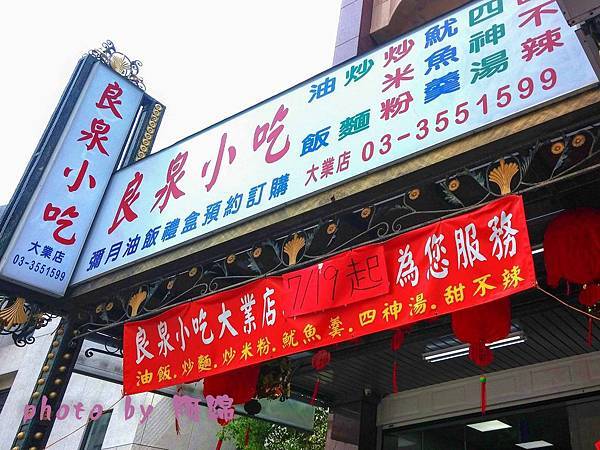 良泉小吃
大業店
03-3551599
良泉小吃
彌月油飯禮盒預約訂購
油飯
炒麵
炒米粉
魷魚羹
四神湯
甜不辣
大業店 03-3551599
良泉小吃大業店 7/19起 為您服務
油飯.炒麵.炒米粉.魷魚羹.四神湯.甜不辣
photo by